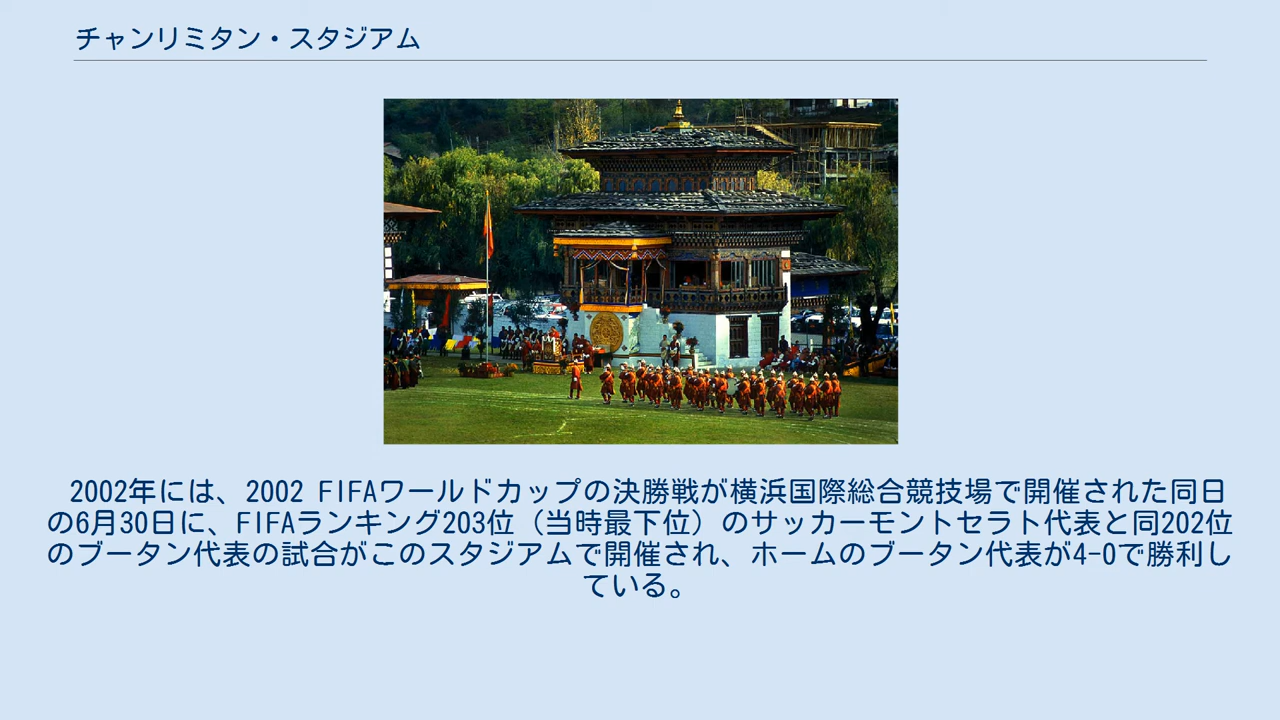 チャンリミタン・スタジアム
2002年には、2002 FIFAワールドカップの決勝戦が横浜国際総合競技場で開催された同日
の6月30日に、FIFAランキング203位（当時最下位）のサッカーモントセラト代表と同202位
のブータン代表の試合がこのスタジアムで開催され、ホームのブータン代表が4-0で勝利し
ている。